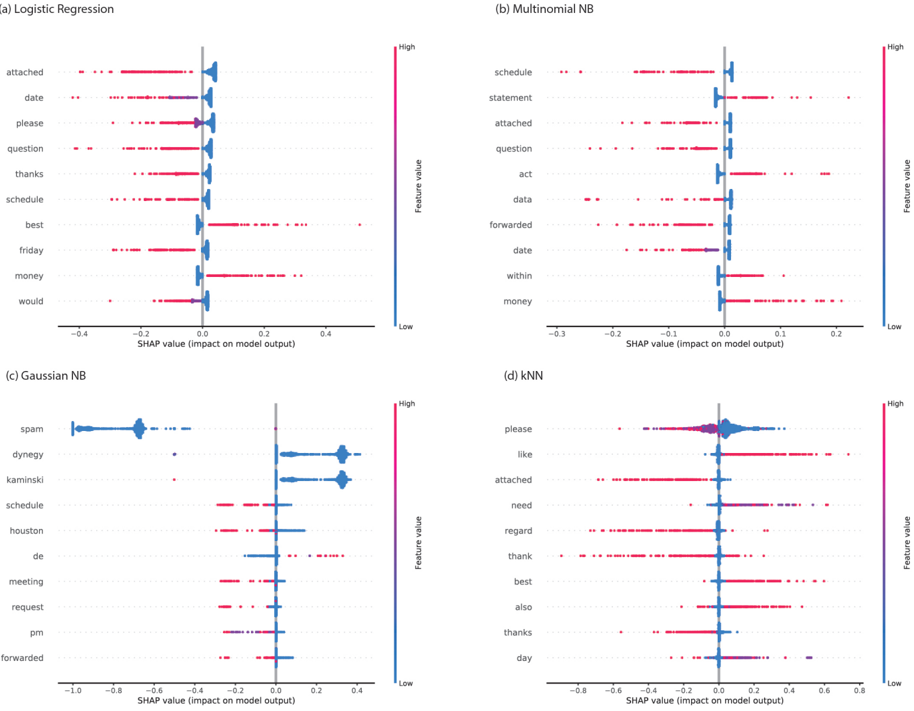 (a) Logistic Regression
High
attached
date
please
question
thanks
schedule
best
friday
money
would
Low
Feature value
−0.4 −0.2 0.0 0.2 0.4
SHAP value (impact on model output)
(b) Multinomial NB
High
schedule
statement
attached
question
act
data
forwarded
date
within
money
Low
Feature value
−0.3 −0.2 −0.1 0.0 0.1 0.2
SHAP value (impact on model output)
(c) Gaussian NB
High
spam
dynegy
kaminski
schedule
houston
de
meeting
request
pm
forwarded
Low
Feature value
−1.0 −0.8 −0.6 −0.4 −0.2 0.0 0.2 0.4
SHAP value (impact on model output)
(d) kNN
High
please
like
attached
need
regard
thank
best
also
thanks
day
Low
Feature value
−0.8 −0.6 −0.4 −0.2 0.0 0.2 0.4 0.6 0.8
SHAP value (impact on model output)